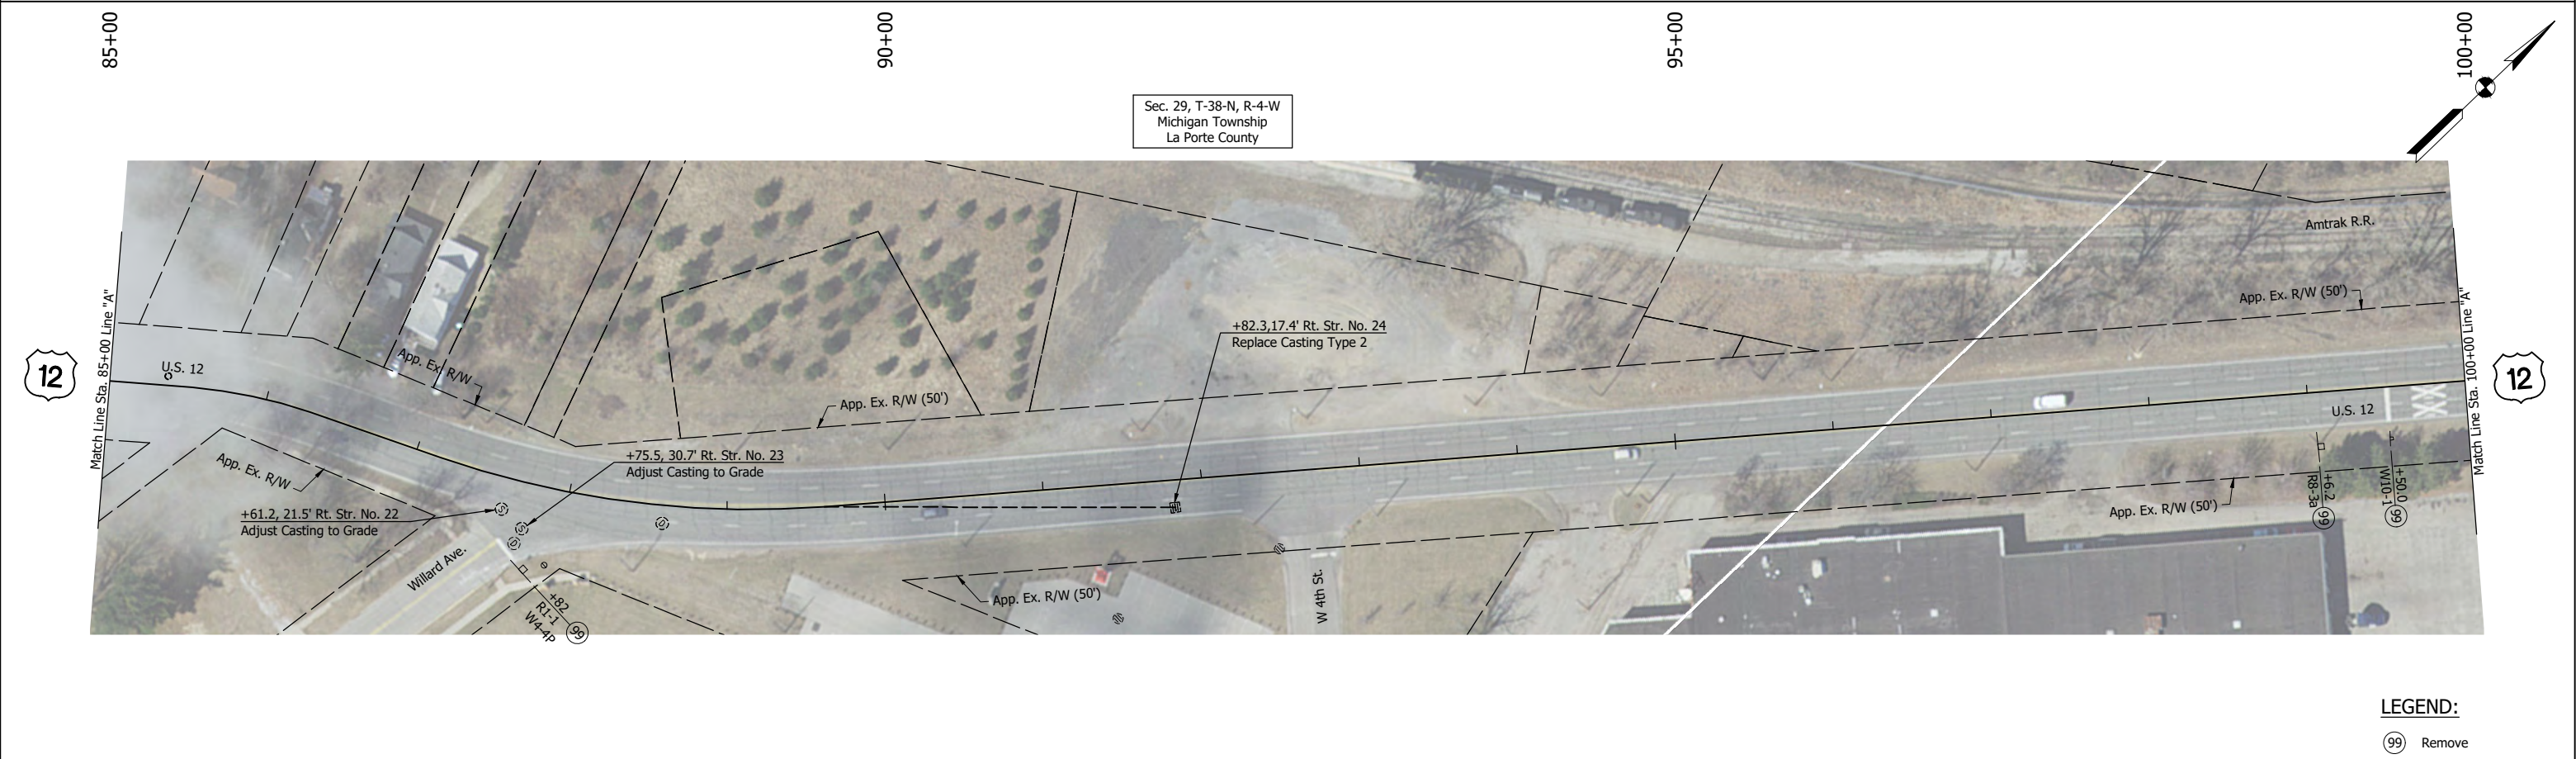 85+00
90+00
95+00
100+00
Sec. 29, T-38-N, R-4-W
Michigan Township
La Porte County
Amtrak R.R.
App. Ex. R/W (50')
Match Line Sta. 85+00 Line "A"
12
U.S. 12
App. Ex. R/W
App. Ex. R/W (50')
+82.3,17.4' Rt. Str. No. 24
Replace Casting Type 2
U.S. 12
Match Line Sta. 100+00 Line "A"
12
App. Ex. R/W
+75.5, 30.7' Rt. Str. No. 23
Adjust Casting to Grade
+61.2, 21.5' Rt. Str. No. 22
Adjust Casting to Grade
S
S
D
D
Willard Ave.
+82
R1-1
W4-4P
99
App. Ex. R/W (50')
W 4th St.
App. Ex. R/W (50')
+6.2
R8-3a
99
+50.0
W10-1
99
LEGEND:
99 Remove